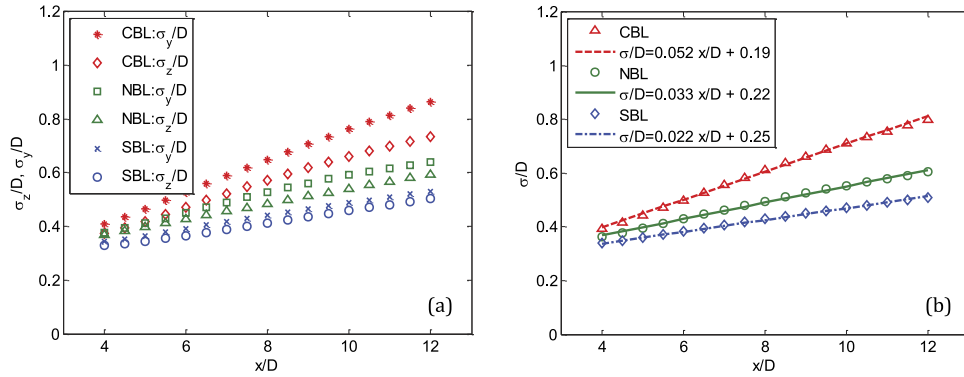 1.2
1
0.8
0.6
0.4
0.2
0
σz/D, σy/D
CBL:σy/D
CBL:σz/D
NBL:σy/D
NBL:σz/D
SBL:σy/D
SBL:σz/D
(a)
4 6 8 10 12
x/D
1.2
1
0.8
0.6
0.4
0.2
0
σ/D
CBL
σ/D=0.052 x/D + 0.19
NBL
σ/D=0.033 x/D + 0.22
SBL
σ/D=0.022 x/D + 0.25
(b)
4 6 8 10 12
x/D